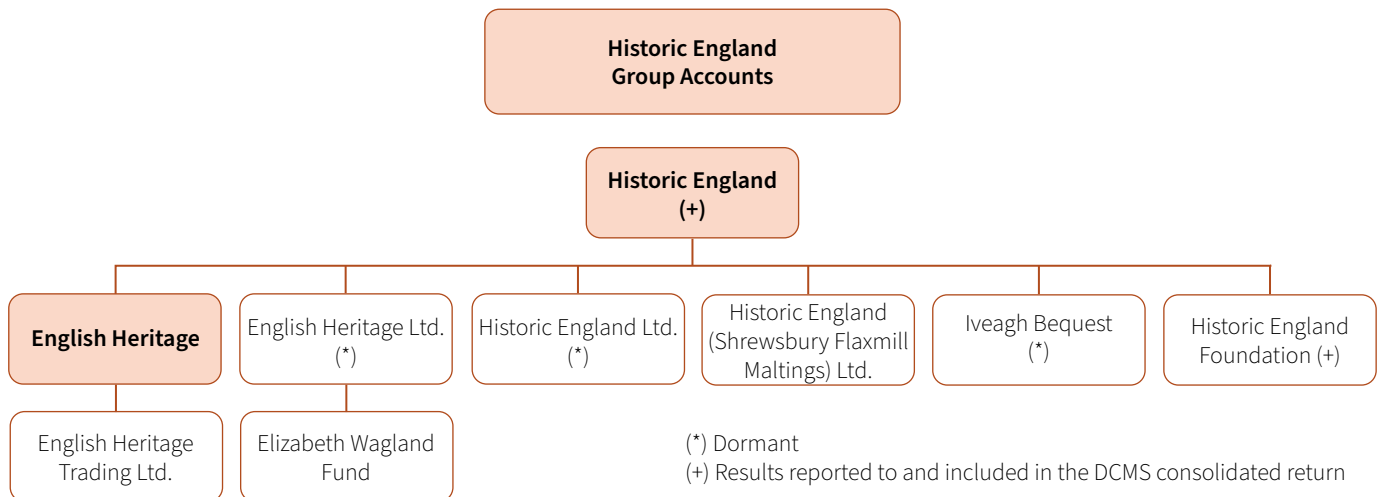 Historic England
Group Accounts
Historic England
(+)
English Heritage
English Heritage Ltd.
(*)
Historic England Ltd.
(*)
Historic England
(Shrewsbury Flaxmill
Maltings) Ltd.
Iveagh Bequest
(*)
Historic England
Foundation (+)
English Heritage
Trading Ltd.
Elizabeth Wagland
Fund
(*) Dormant
(+) Results reported to and included in the DCMS consolidated return